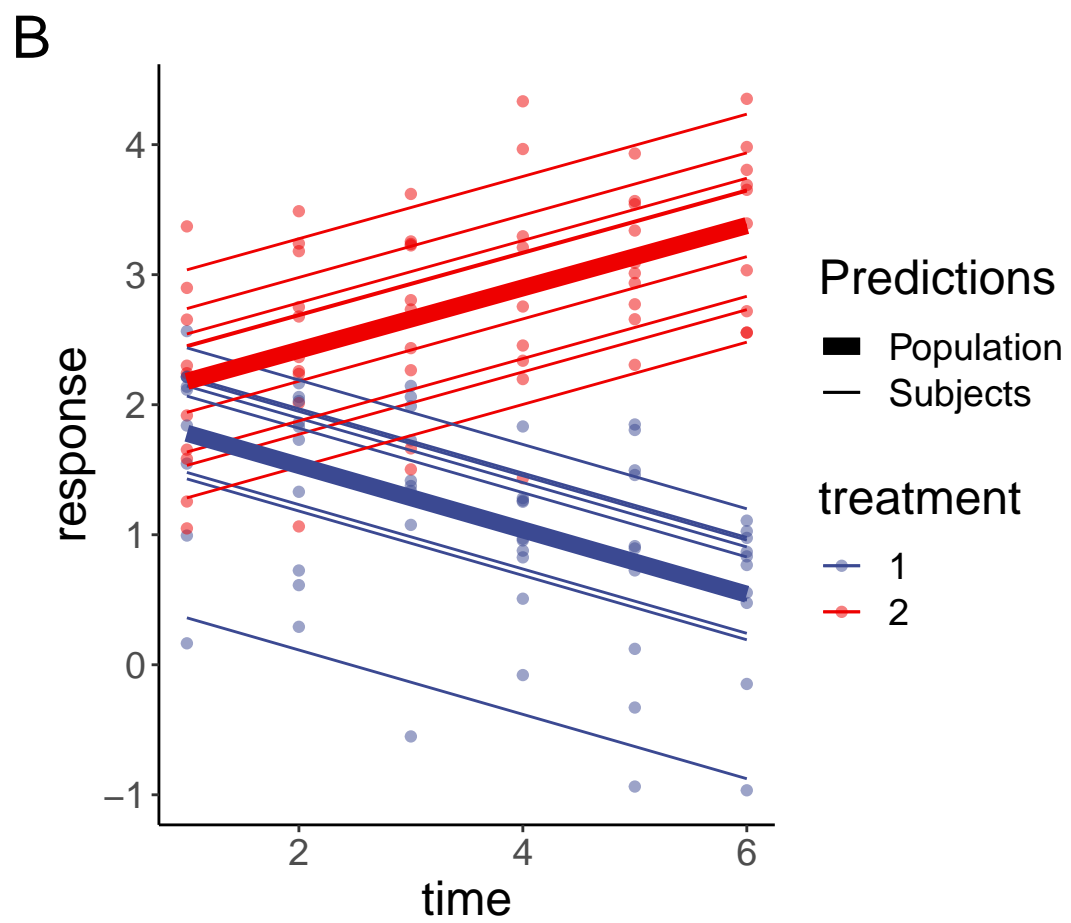 B
response
4
3
2
1
0
−1
2
4
6
time
Predictions
Population
Subjects
treatment
1
2